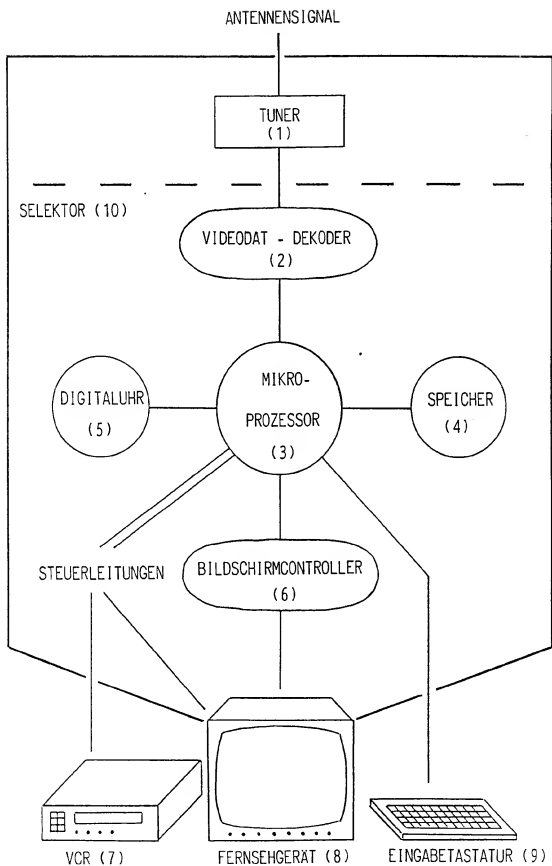 ANTENNENSIGNAL
TUNER
(1)
SELEKTOR (10)
VIDEODAT - DEKODER
(2)
DIGITALUHR
(5)
MIKRO-
PROZESSOR
(3)
SPEICHER
(4)
STEUERLEITUNGEN
BILDSCHIRMCONTROLLER
(6)
VCR (7)
FERNSEHGERÄT (8)
EINGABETASTATUR (9)